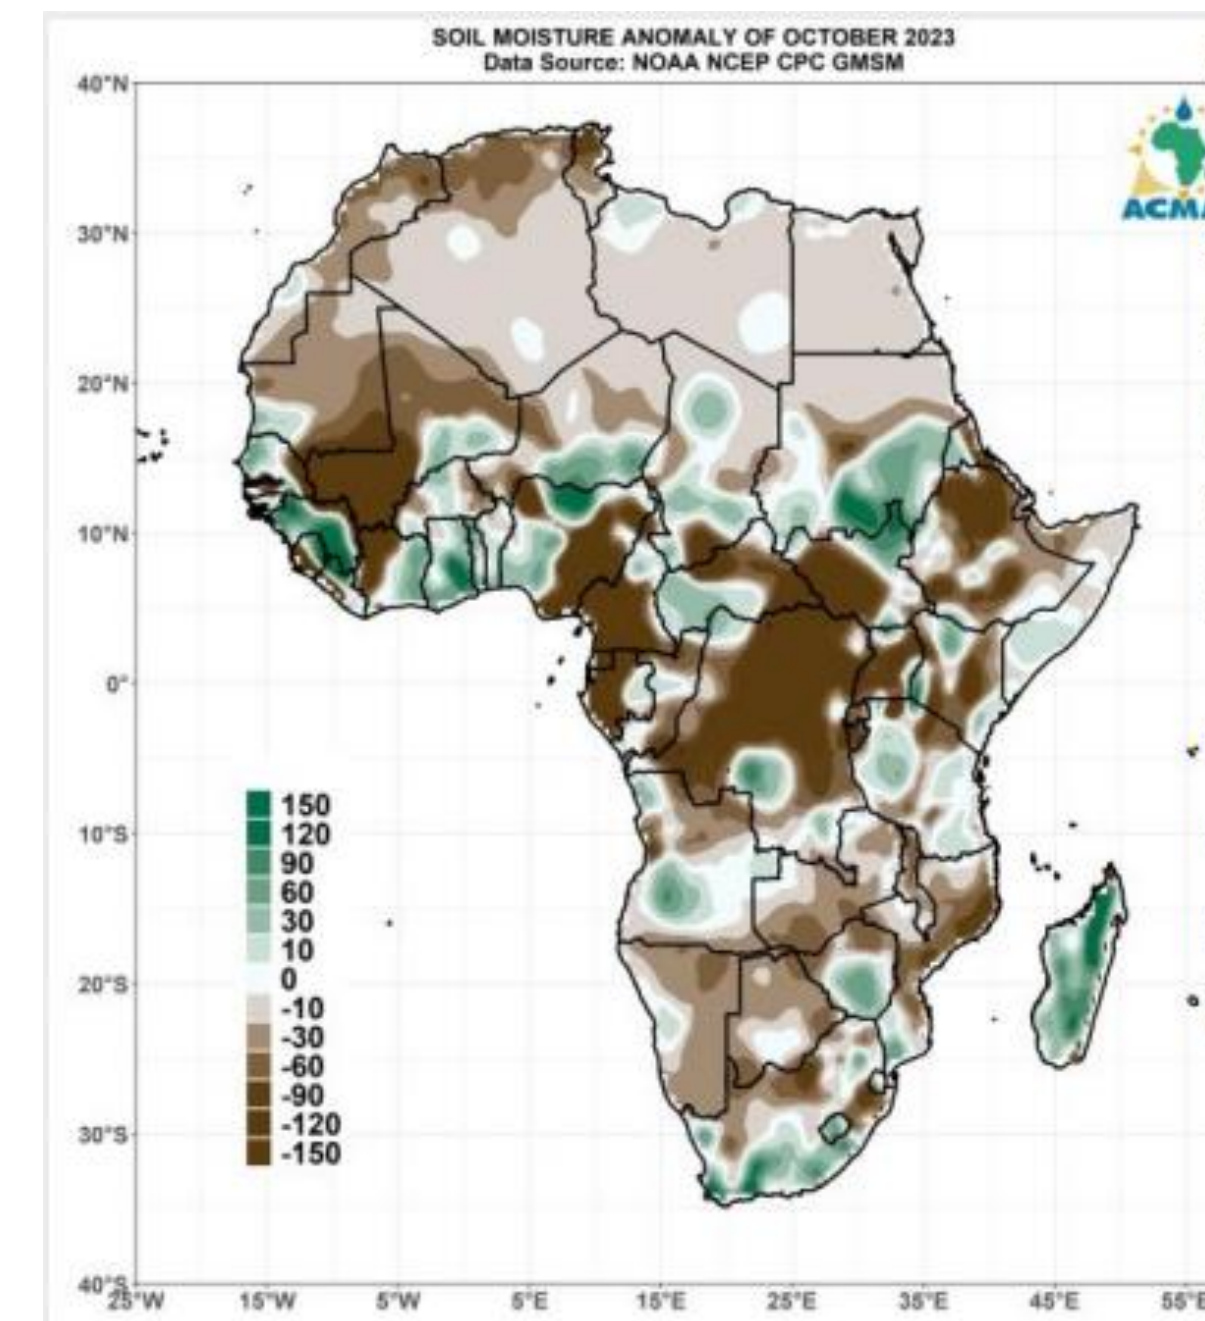 SOIL MOISTURE ANOMALY OF OCTOBER 2023
Data Source: NOAA NCEP CPC GMSM
40°N
30°N
20°N
10°N
0°
10°S
20°S
30°S
40°S
ACMA
150
120
90
60
30
10
0
-10
-30
-60
-90
-120
-150
25°W 15°W 5°W 5°E 15°E 25°E 35°E 45°E 55°E